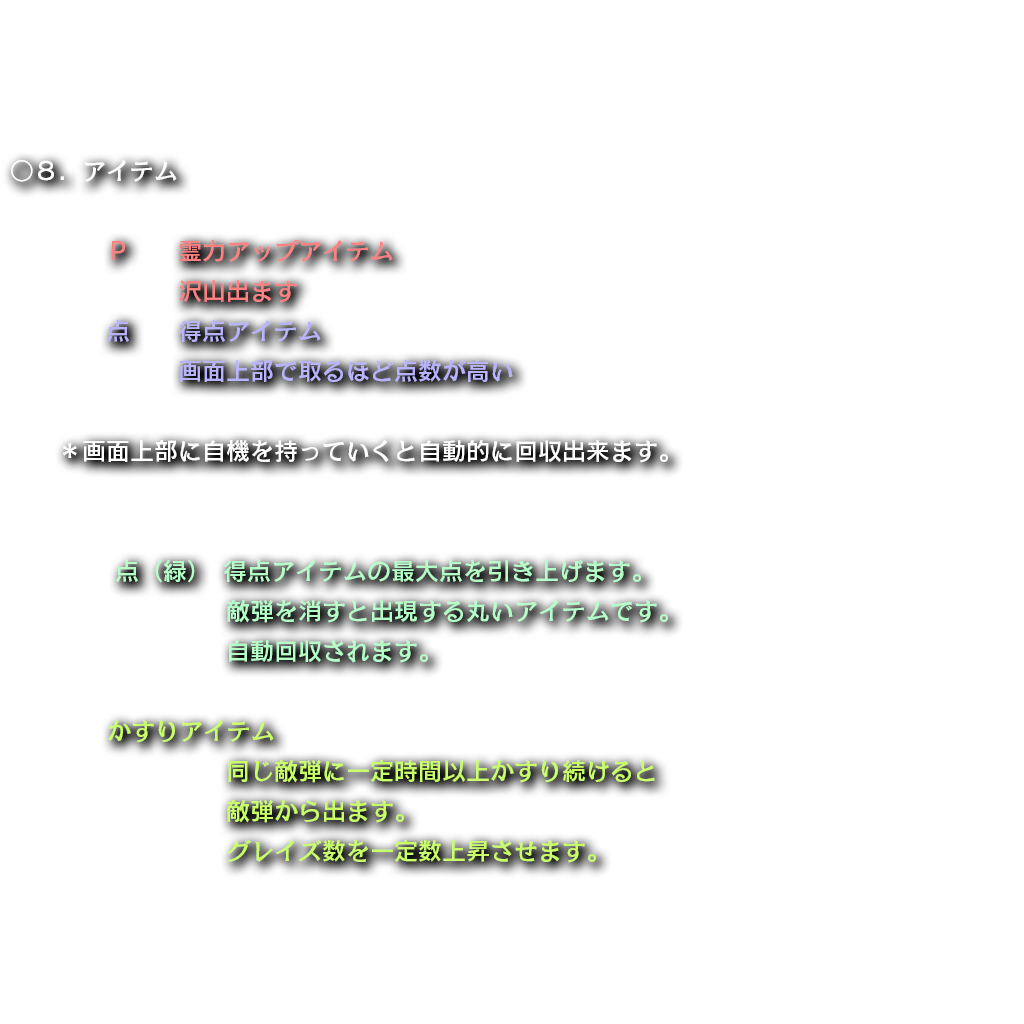 ○８．アイテム
Ｐ　　霊力アップアイテム
沢山出ます
点　　得点アイテム
画面上部で取るほど点数が高い
＊画面上部に自機を持っていくと自動的に回収出来ます。
点（緑）　得点アイテムの最大点を引き上げます。
敵弾を消すと出現する丸いアイテムです。
自動回収されます。
かすりアイテム
同じ敵弾に一定時間以上かすり続けると
敵弾から出ます。
グレイズ数を一定数上昇させます。